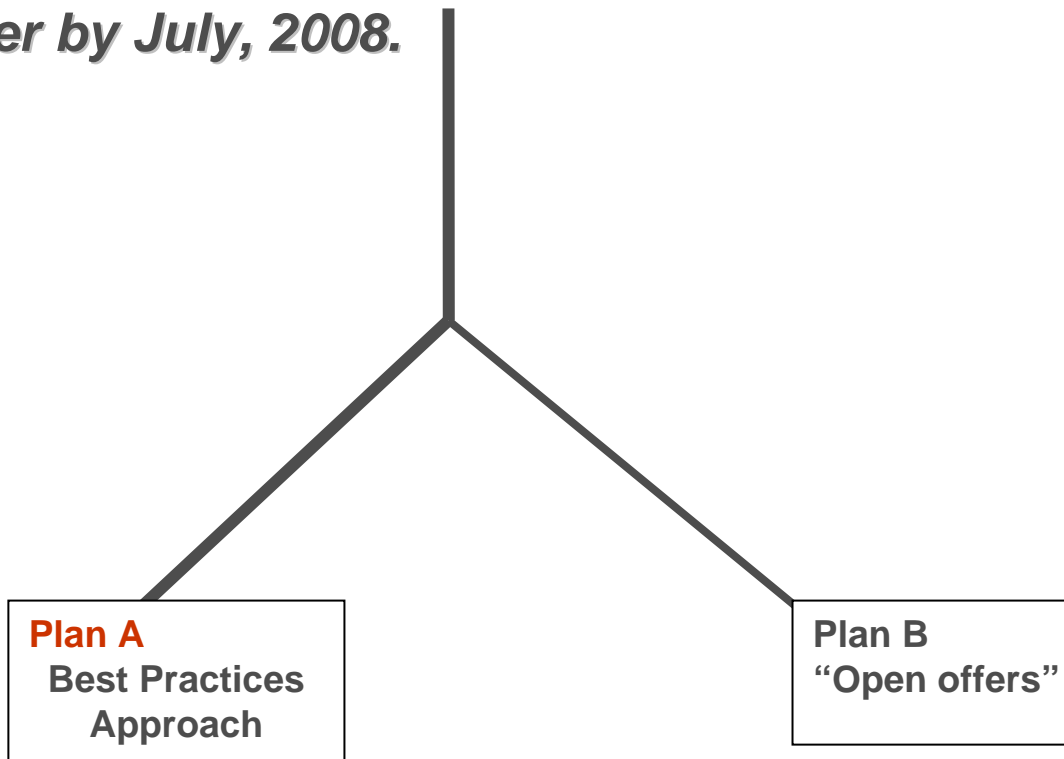 er by July, 2008.
Plan A
Best Practices
Approach
Plan B
“Open offers”